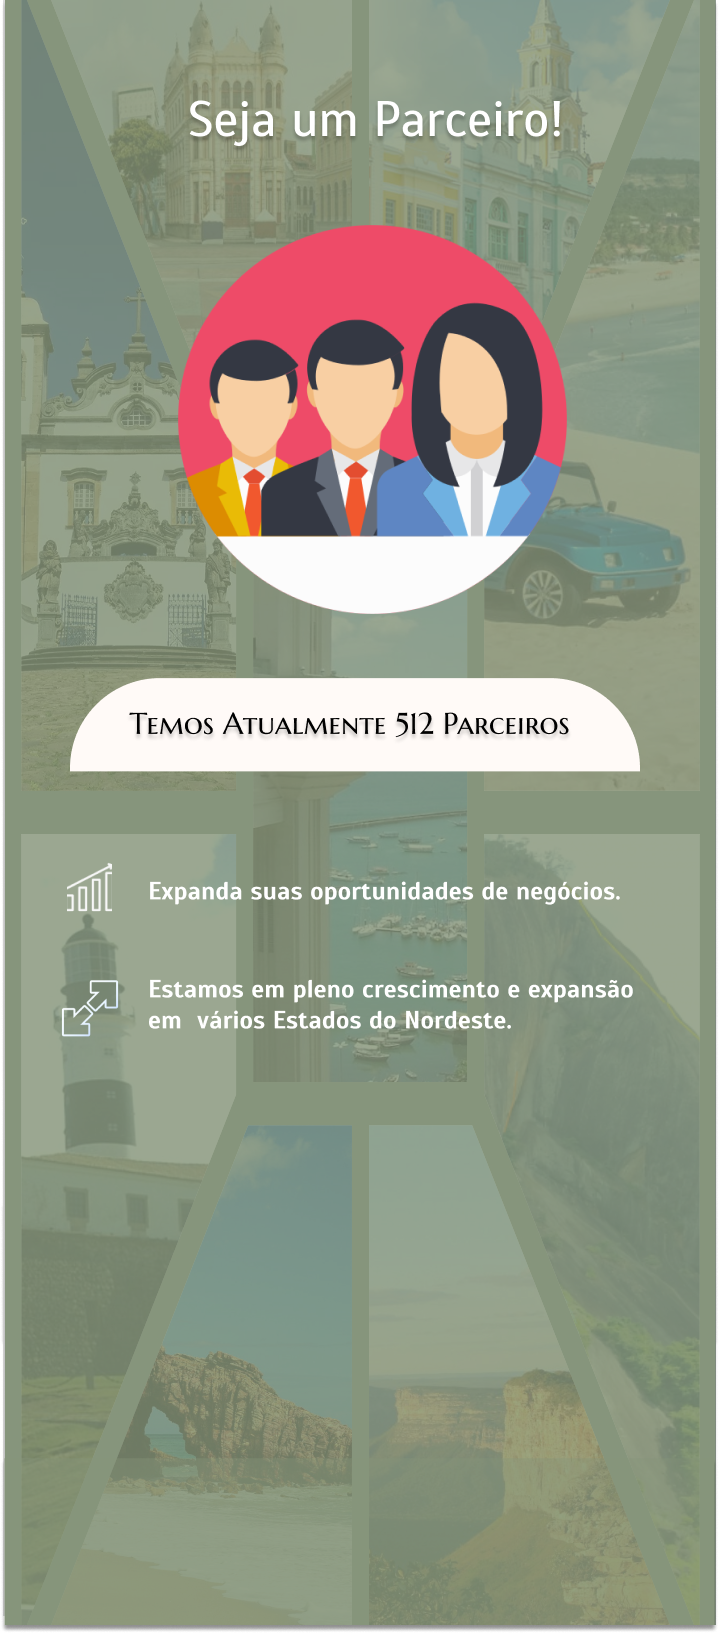 Seja um Parceiro!
Temos Atualmente 512 Parceiros
Expanda suas oportunidades de negócios.
Estamos em pleno crescimento e expansão
em vários Estados do Nordeste.